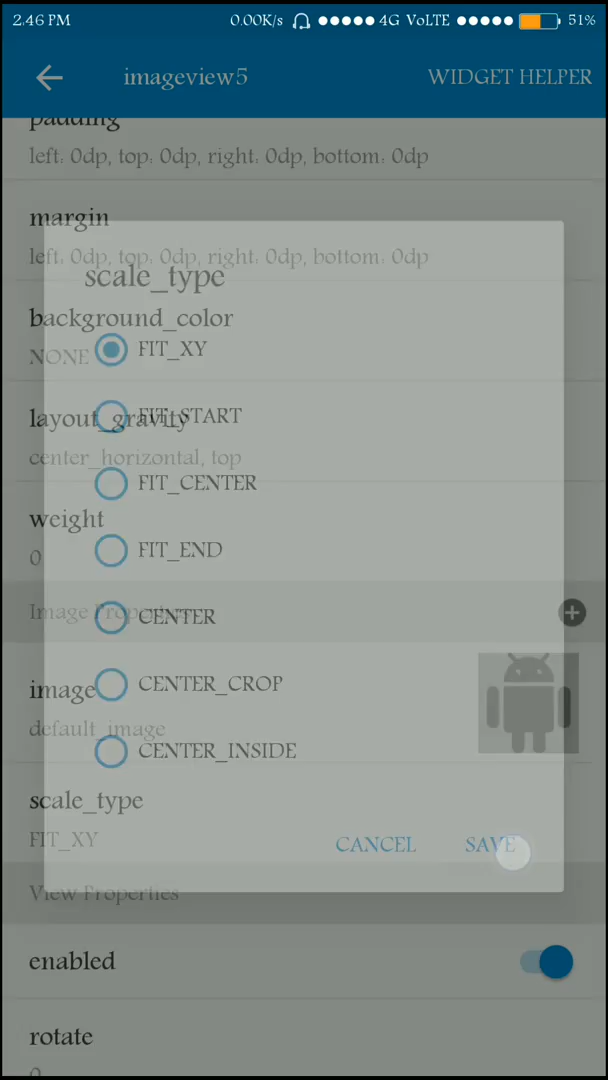 2.46 PM 0.00K/s 4G VoLTE 51%
imageview5 WIDGET HELPER
padding
left: 0dp, top: 0dp, right: 0dp, bottom: 0dp
margin
left: 0dp, top: 0dp, right: 0dp, bottom: 0dp
scale_type
background_color
FIT_XY
NONE
layout_gravity
FIT_START
center_horizontal, top
FIT_CENTER
weight
FIT_END
0
Image Properties
CENTER
image
CENTER_CROP
default_image
CENTER_INSIDE
scale_type
FIT_XY
CANCEL SAVE
View Properties
enabled
rotate
0